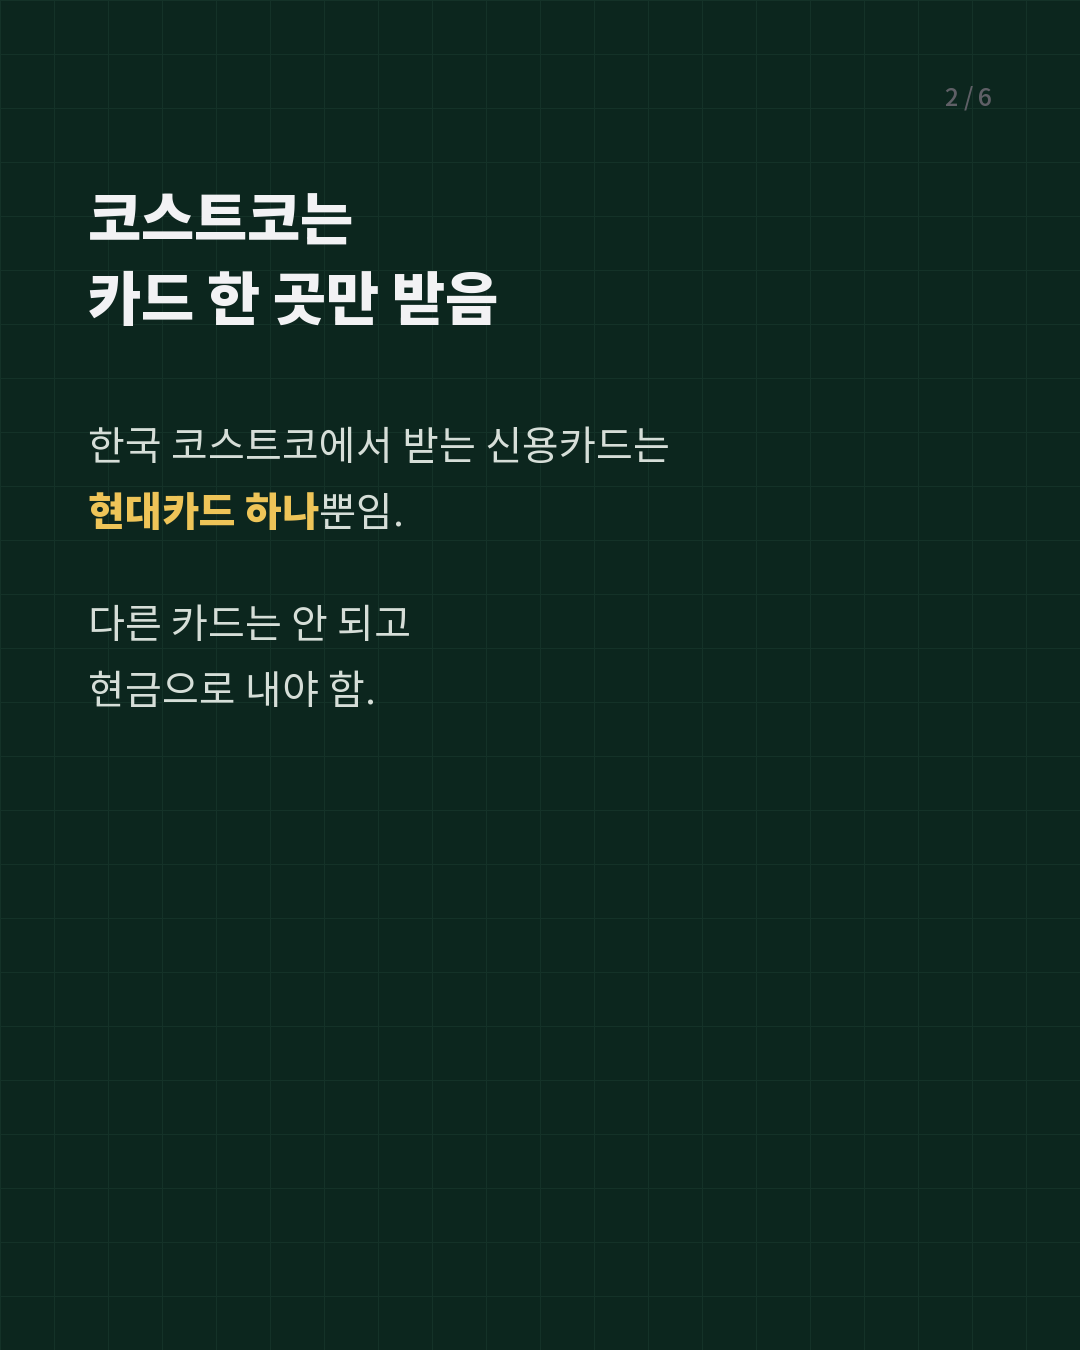 2 / 6
코스트코는
카드 한 곳만 받음
한국 코스트코에서 받는 신용카드는
현대카드 하나뿐임.
다른 카드는 안 되고
현금으로 내야 함.